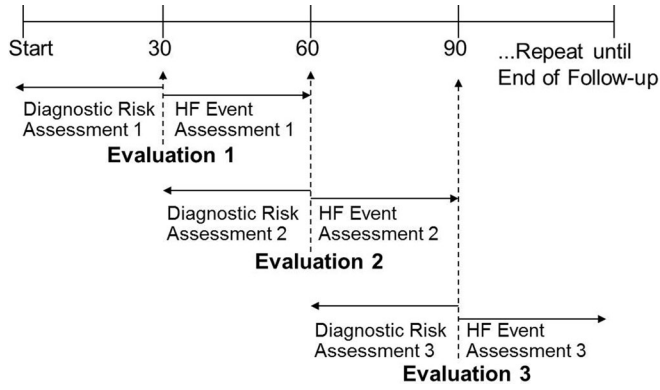 Start 30 60 90 ...Repeat until
End of Follow-up
Diagnostic Risk HF Event
Assessment 1 Assessment 1
Evaluation 1
Diagnostic Risk HF Event
Assessment 2 Assessment 2
Evaluation 2
Diagnostic Risk HF Event
Assessment 3 Assessment 3
Evaluation 3